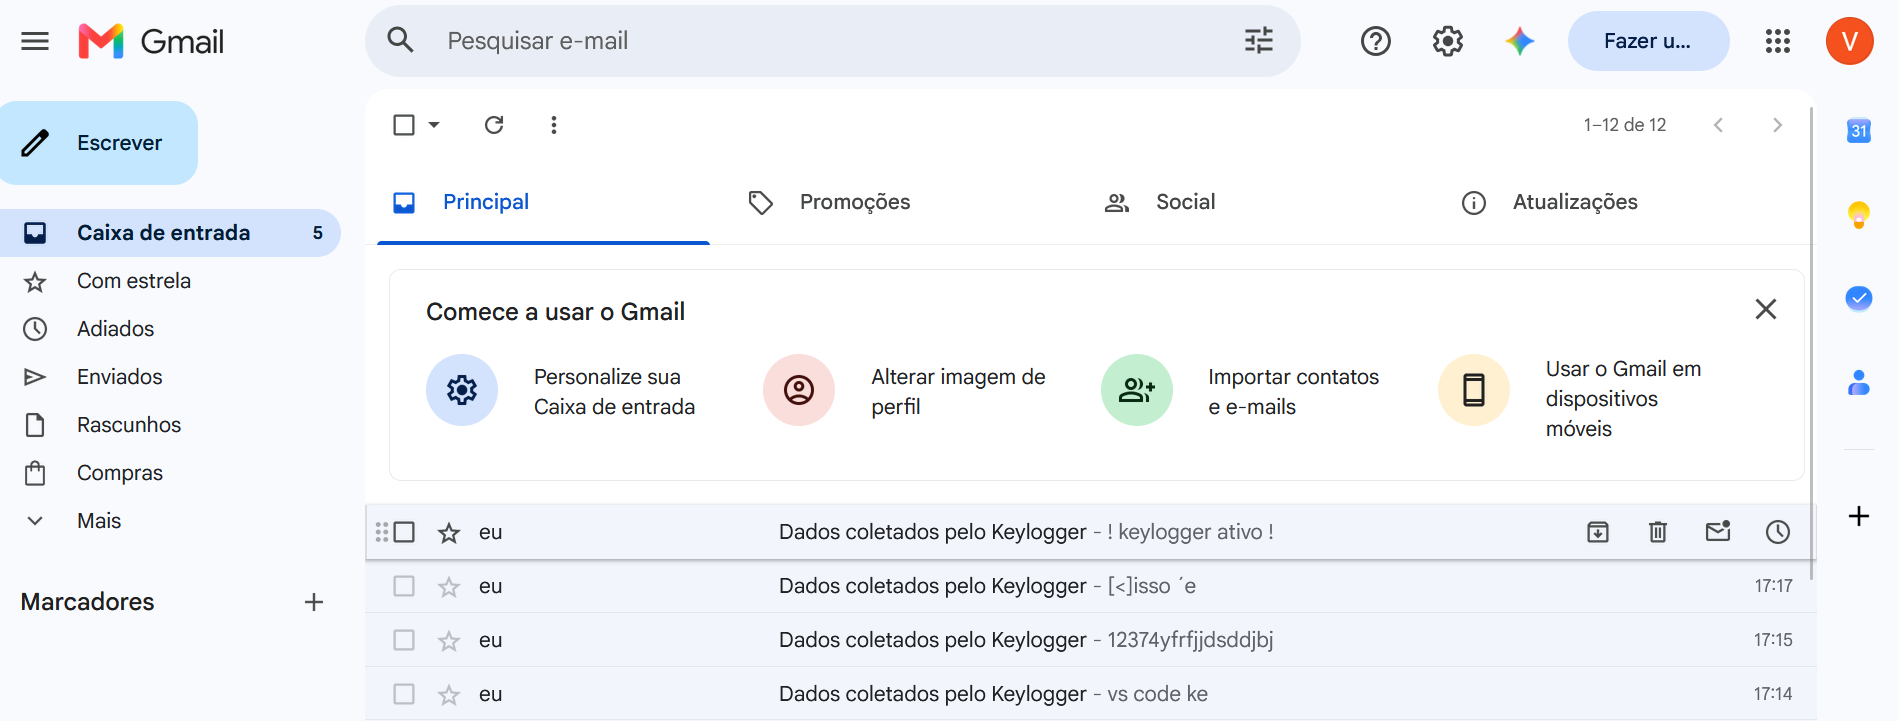 Gmail
Pesquisar e-mail
Fazer u...
V
Escrever
1–12 de 12
31
Principal
Promoções
Social
Atualizações
Caixa de entrada 5
Com estrela
Adiados
Enviados
Rascunhos
Compras
Mais
Marcadores
Comece a usar o Gmail
Personalize sua
Caixa de entrada
Alterar imagem de
perfil
Importar contatos
e e-mails
Usar o Gmail em
dispositivos
móveis
eu Dados coletados pelo Keylogger - ! keylogger ativo !
eu Dados coletados pelo Keylogger - [<]isso ´e 17:17
eu Dados coletados pelo Keylogger - 12374yfrfjjdsddjbj 17:15
eu Dados coletados pelo Keylogger - vs code ke 17:14